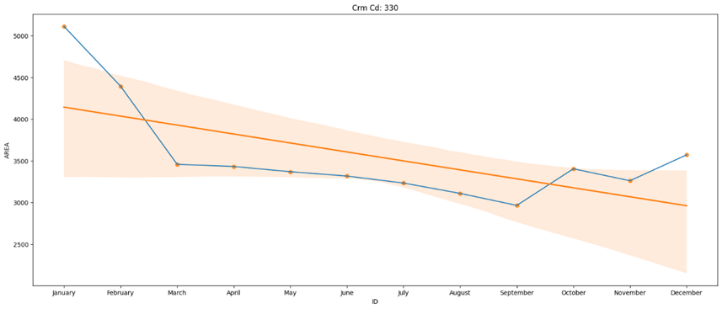 Crm Cd: 330
5000
4500
4000
3500
3000
2500
AREA
January February March April May June July August September October November December
ID